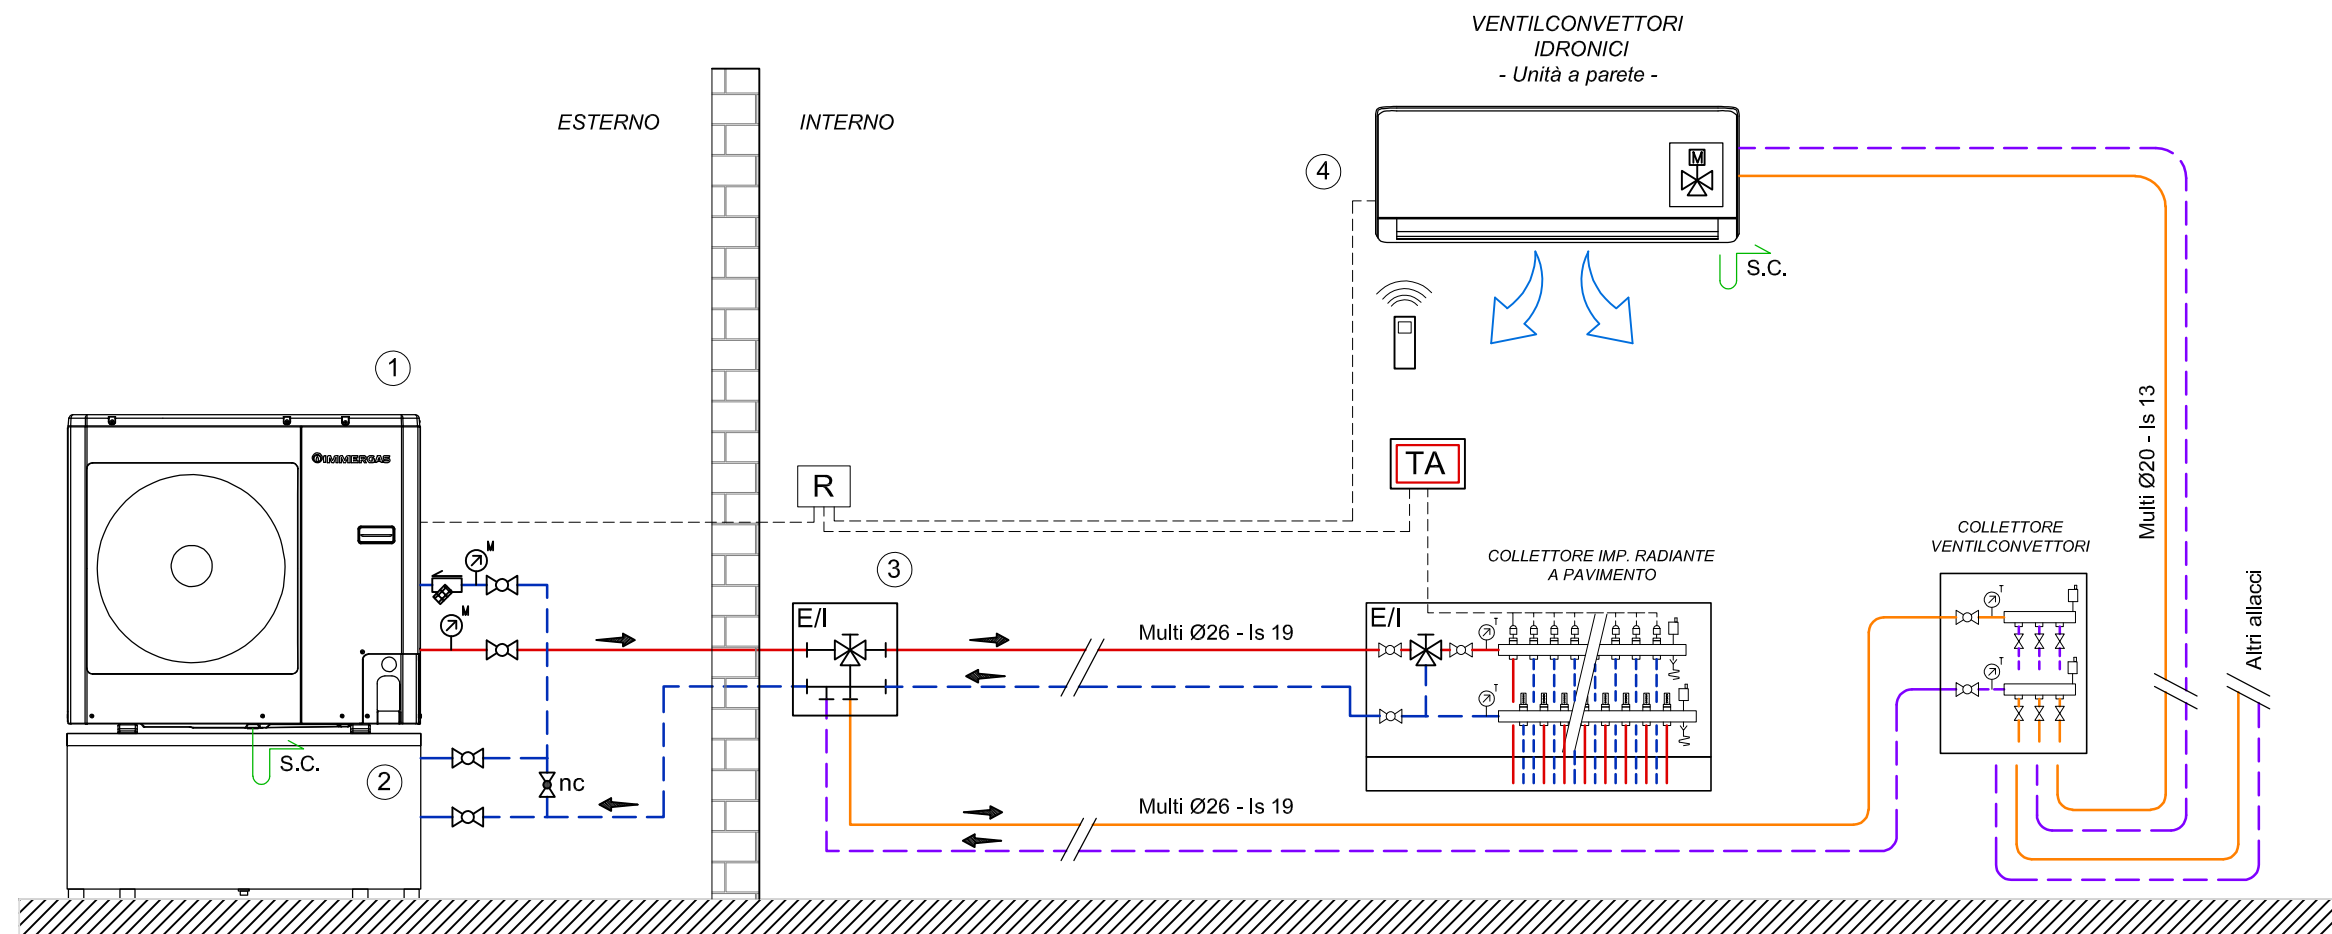 VENTILCONVETTORI
IDRONICI
- Unità a parete -
ESTERNO
INTERNO
4
M
S.C.
1
IMMERGAS
R
TA
Multi Ø20 - Is 13
COLLETTORE
VENTILCONVETTORI
M
M
3
COLLETTORE IMP. RADIANTE
A PAVIMENTO
E/I
E/I
Multi Ø26 - Is 19
T
T
T
T
Altri allacci
S.C.
2
nc
Multi Ø26 - Is 19